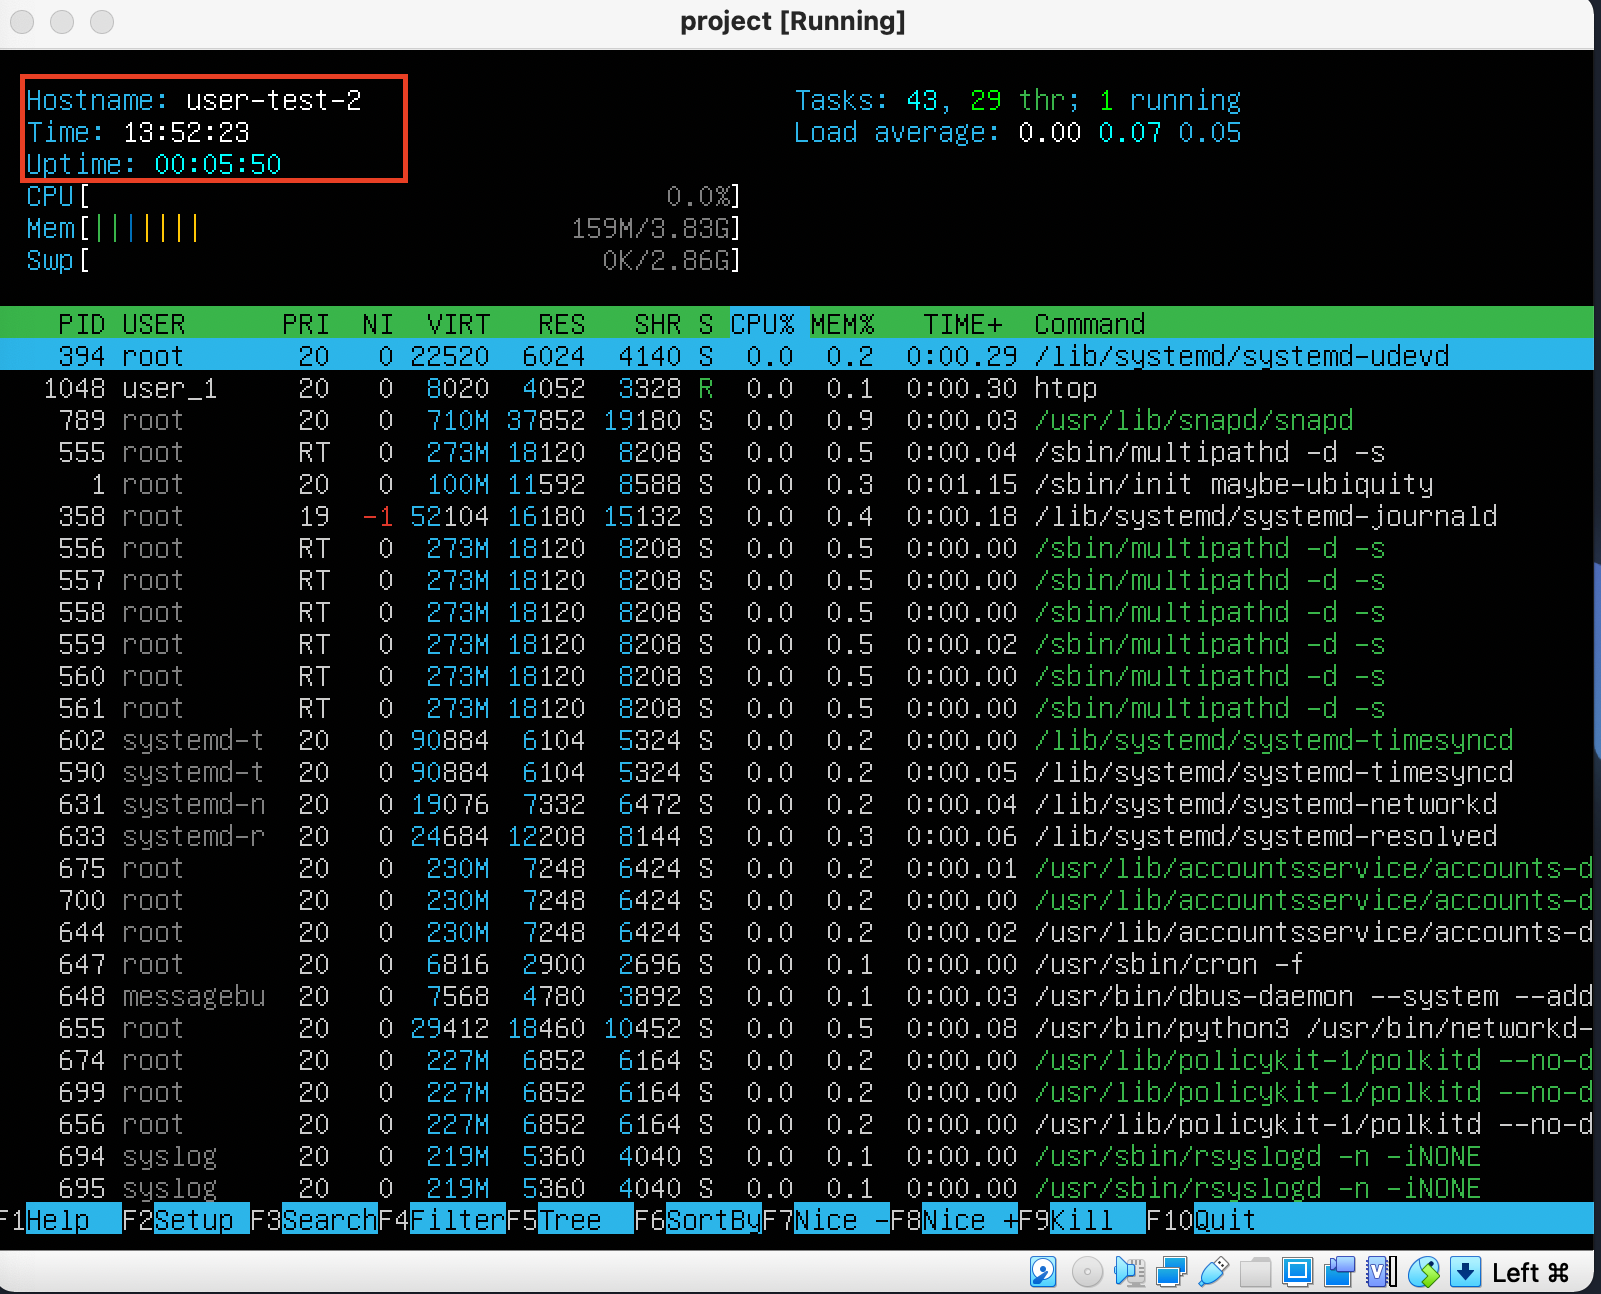 project [Running]
Hostname: user-test-2
Time: 13:52:23
Uptime: 00:05:50
Tasks: 43, 29 thr; 1 running
Load average: 0.00 0.07 0.05
CPU[ 0.0%]
Mem[|||||||| 159M/3.83G]
Swp[ 0K/2.86G]
PID USER PRI NI VIRT RES SHR S CPU% MEM% TIME+ Command
394 root 20 0 22520 6024 4140 S 0.0 0.2 0:00.29 /lib/systemd/systemd-udevd
1048 user_1 20 0 8020 4052 3328 R 0.0 0.1 0:00.30 htop
789 root 20 0 710M 37852 19180 S 0.0 0.9 0:00.03 /usr/lib/snapd/snapd
555 root RT 0 273M 18120 8208 S 0.0 0.5 0:00.04 /sbin/multipathd -d -s
1 root 20 0 100M 11592 8588 S 0.0 0.3 0:01.15 /sbin/init maybe-ubiquity
358 root 19 -1 52104 16180 15132 S 0.0 0.4 0:00.18 /lib/systemd/systemd-journald
556 root RT 0 273M 18120 8208 S 0.0 0.5 0:00.00 /sbin/multipathd -d -s
557 root RT 0 273M 18120 8208 S 0.0 0.5 0:00.00 /sbin/multipathd -d -s
558 root RT 0 273M 18120 8208 S 0.0 0.5 0:00.00 /sbin/multipathd -d -s
559 root RT 0 273M 18120 8208 S 0.0 0.5 0:00.02 /sbin/multipathd -d -s
560 root RT 0 273M 18120 8208 S 0.0 0.5 0:00.00 /sbin/multipathd -d -s
561 root RT 0 273M 18120 8208 S 0.0 0.5 0:00.00 /sbin/multipathd -d -s
602 systemd-t 20 0 90884 6104 5324 S 0.0 0.2 0:00.00 /lib/systemd/systemd-timesyncd
590 systemd-t 20 0 90884 6104 5324 S 0.0 0.2 0:00.05 /lib/systemd/systemd-timesyncd
631 systemd-n 20 0 19076 7332 6472 S 0.0 0.2 0:00.04 /lib/systemd/systemd-networkd
633 systemd-r 20 0 24684 12208 8144 S 0.0 0.3 0:00.06 /lib/systemd/systemd-resolved
675 root 20 0 230M 7248 6424 S 0.0 0.2 0:00.01 /usr/lib/accountsservice/accounts-d
700 root 20 0 230M 7248 6424 S 0.0 0.2 0:00.00 /usr/lib/accountsservice/accounts-d
644 root 20 0 230M 7248 6424 S 0.0 0.2 0:00.02 /usr/lib/accountsservice/accounts-d
647 root 20 0 6816 2900 2696 S 0.0 0.1 0:00.00 /usr/sbin/cron -f
648 messagebu 20 0 7568 4780 3892 S 0.0 0.1 0:00.03 /usr/bin/dbus-daemon --system --add
655 root 20 0 29412 18460 10452 S 0.0 0.5 0:00.08 /usr/bin/python3 /usr/bin/networkd-
674 root 20 0 227M 6852 6164 S 0.0 0.2 0:00.00 /usr/lib/policykit-1/polkitd --no-d
699 root 20 0 227M 6852 6164 S 0.0 0.2 0:00.00 /usr/lib/policykit-1/polkitd --no-d
656 root 20 0 227M 6852 6164 S 0.0 0.2 0:00.00 /usr/lib/policykit-1/polkitd --no-d
694 syslog 20 0 219M 5360 4040 S 0.0 0.1 0:00.00 /usr/sbin/rsyslogd -n -iNONE
695 syslog 20 0 219M 5360 4040 S 0.0 0.1 0:00.00 /usr/sbin/rsyslogd -n -iNONE
F1Help F2Setup F3SearchF4FilterF5Tree F6SortByF7Nice -F8Nice +F9Kill F10Quit
Left ⌘